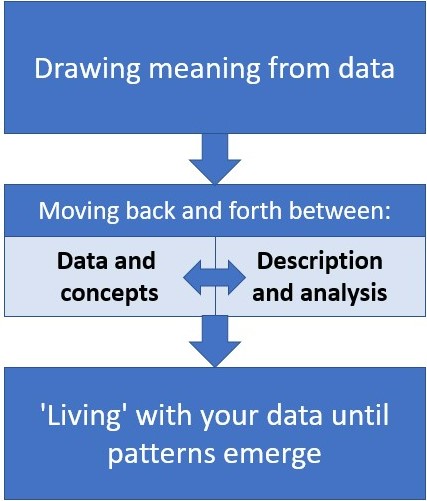 Drawing meaning from data
Moving back and forth between:
Data and
concepts
Description
and analysis
'Living' with your data until
patterns emerge